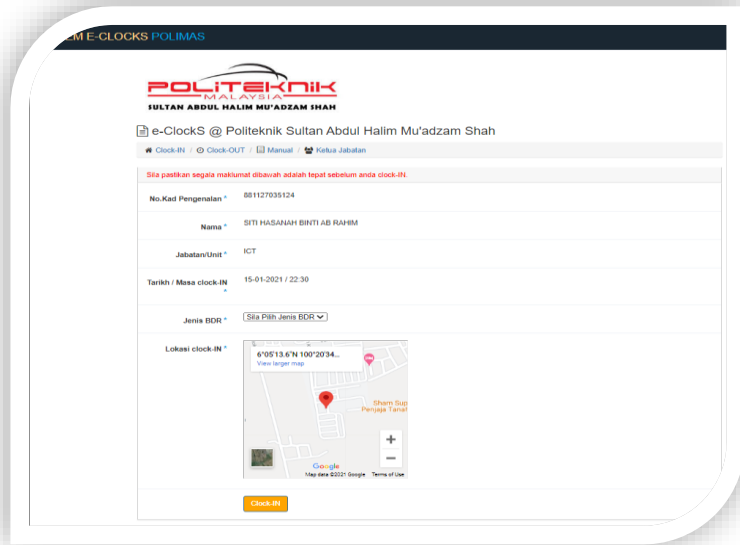 EM E-CLOCKS POLIMAS
POLITEKNIK
MALAYSIA
SULTAN ABDUL HALIM MU'ADZAM SHAH
e-ClockS @ Politeknik Sultan Abdul Halim Mu'adzam Shah
Clock-IN / Clock-OUT / Manual / Ketua Jabatan
Sila pastikan segala maklumat dibawah adalah tepat sebelum anda clock-IN.
No.Kad Pengenalan * 881127035124
Nama * SITI HASANAH BINTI AB RAHIM
Jabatan/Unit * ICT
Tarikh / Masa clock-IN * 15-01-2021 / 22:30
Jenis BDR * Sila Pilih Jenis BDR
Lokasi clock-IN *
6°05'13.6"N 100°20'34...
View larger map
Sham Sup
Penjaja Tanah
+
−
Google
Map data ©2021 Google Terms of Use
Clock-IN